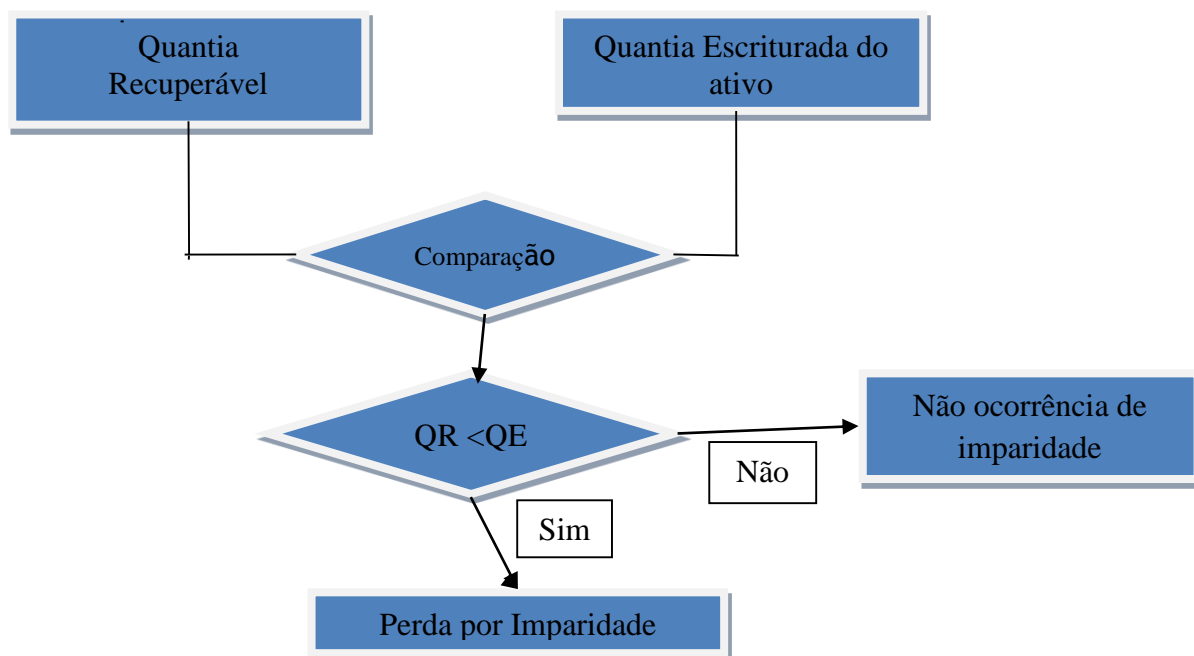 Quantia
Recuperável
Quantia Escriturada do
ativo
Comparação
QR <QE
Não ocorrência de
imparidade
Não
Sim
Perda por Imparidade